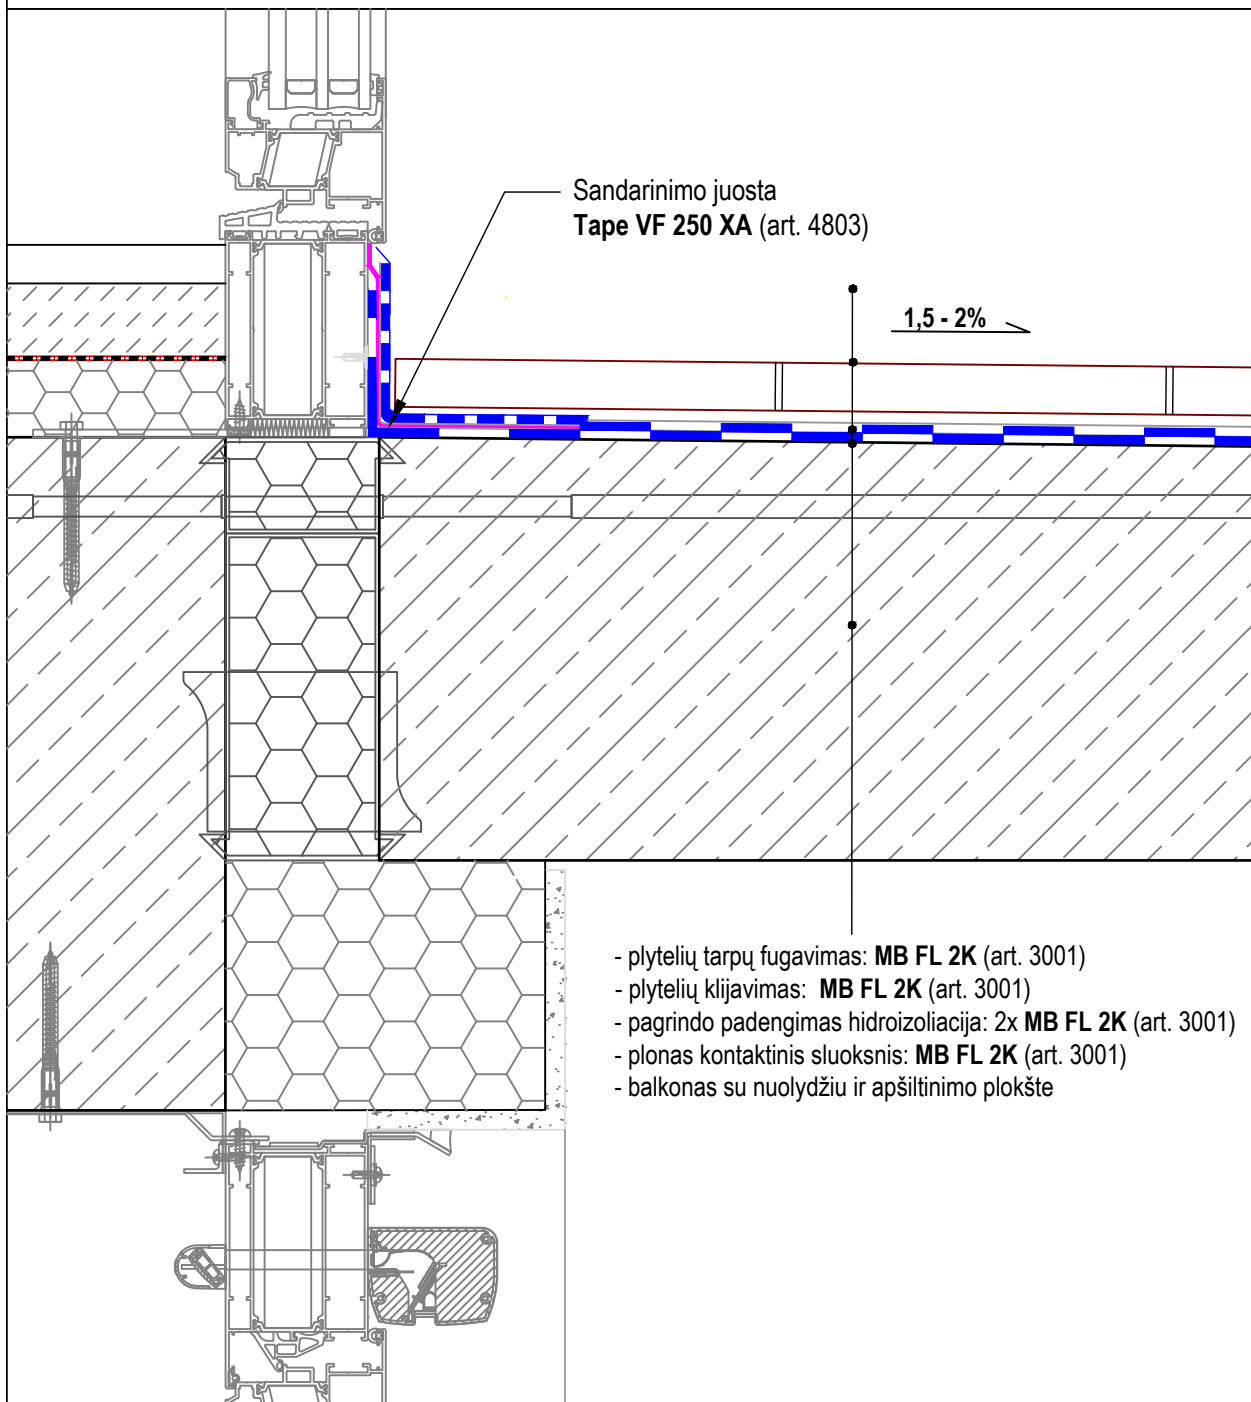 Sandarinimo juosta
Tape VF 250 XA (art. 4803)
1,5 - 2%
- plytelių tarpų fugavimas: MB FL 2K (art. 3001)
- plytelių klijavimas: MB FL 2K (art. 3001)
- pagrindo padengimas hidroizoliacija: 2x MB FL 2K (art. 3001)
- plonas kontaktinis sluoksnis: MB FL 2K (art. 3001)
- balkonas su nuolydžiu ir apšiltinimo plokšte